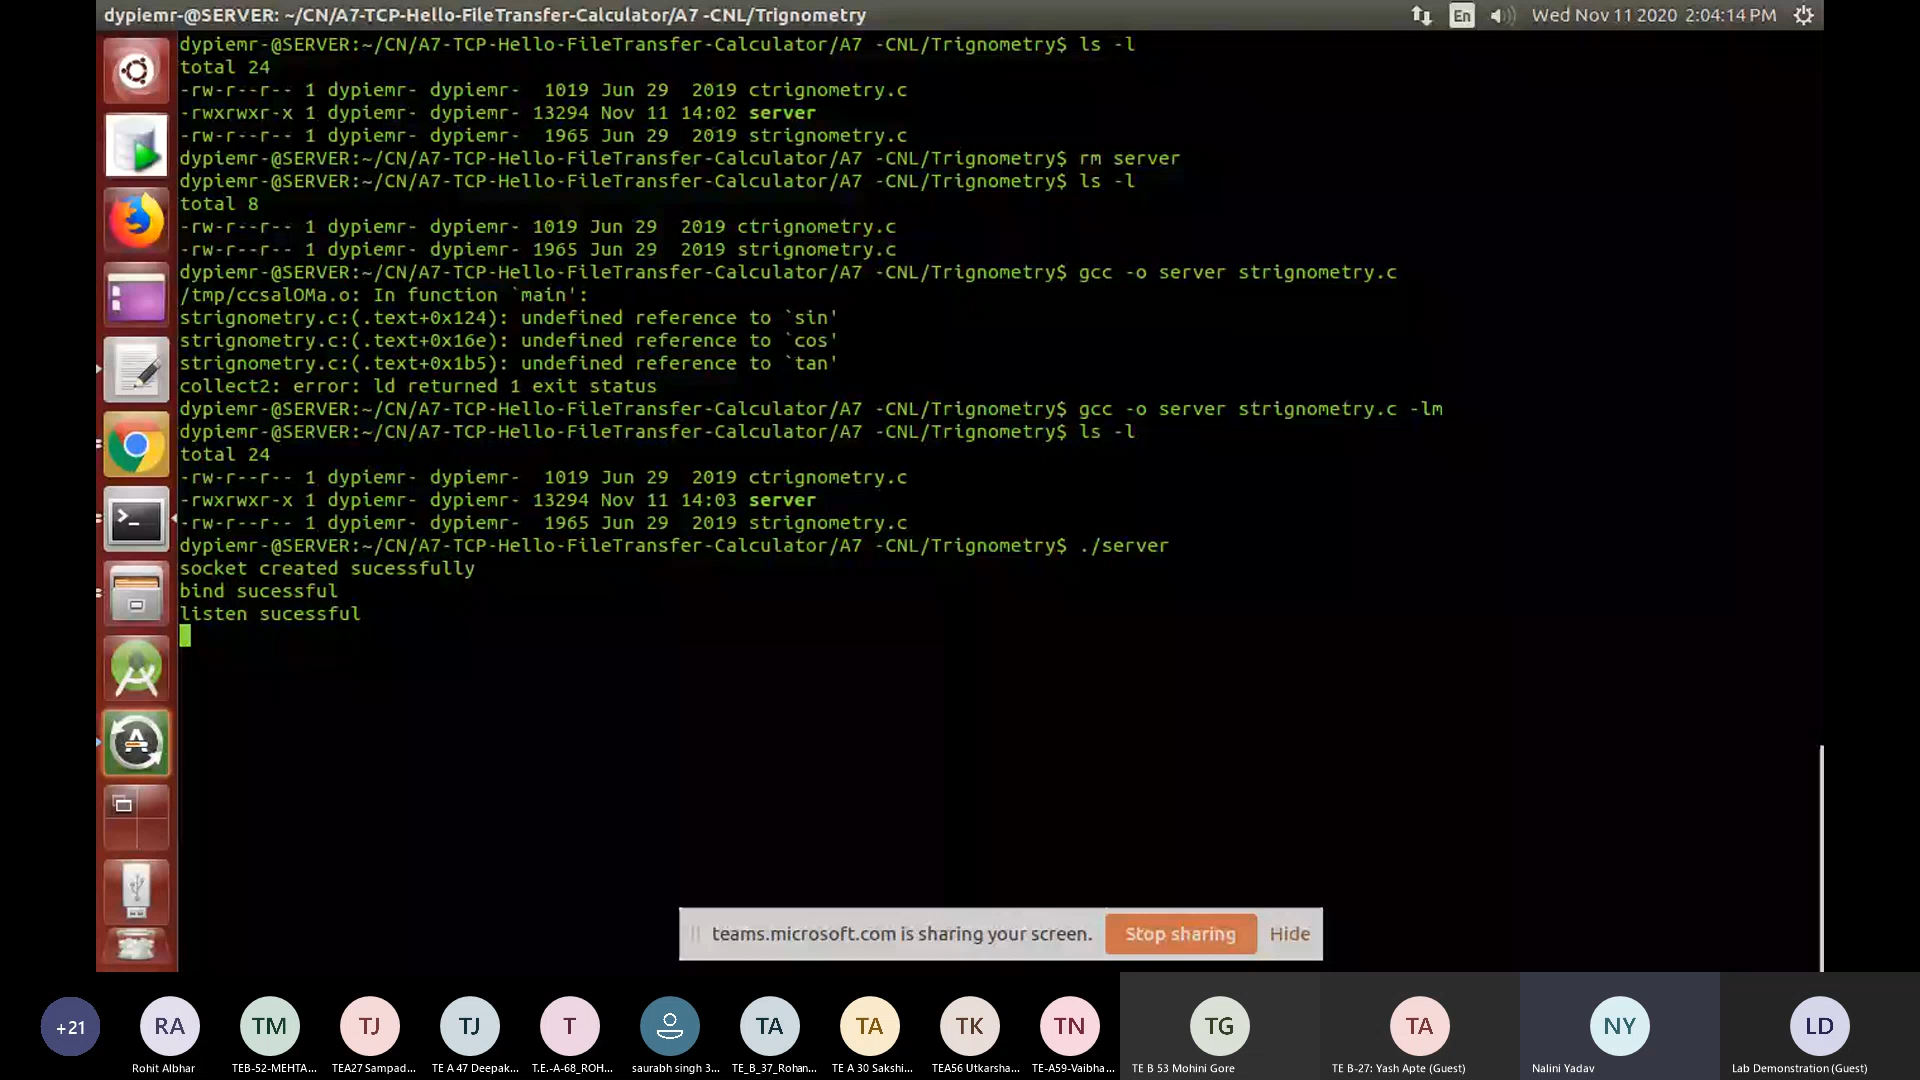 dypiemr-@SERVER: ~/CN/A7-TCP-Hello-FileTransfer-Calculator/A7 -CNL/Trignometry
En
Wed Nov 11 2020 2:04:14 PM
dypiemr-@SERVER:~/CN/A7-TCP-Hello-FileTransfer-Calculator/A7 -CNL/Trignometry$ ls -l
total 24
-rw-r--r-- 1 dypiemr- dypiemr-  1019 Jun 29  2019 ctrignometry.c
-rwxrwxr-x 1 dypiemr- dypiemr- 13294 Nov 11 14:02 server
-rw-r--r-- 1 dypiemr- dypiemr-  1965 Jun 29  2019 strignometry.c
dypiemr-@SERVER:~/CN/A7-TCP-Hello-FileTransfer-Calculator/A7 -CNL/Trignometry$ rm server
dypiemr-@SERVER:~/CN/A7-TCP-Hello-FileTransfer-Calculator/A7 -CNL/Trignometry$ ls -l
total 8
-rw-r--r-- 1 dypiemr- dypiemr- 1019 Jun 29  2019 ctrignometry.c
-rw-r--r-- 1 dypiemr- dypiemr- 1965 Jun 29  2019 strignometry.c
dypiemr-@SERVER:~/CN/A7-TCP-Hello-FileTransfer-Calculator/A7 -CNL/Trignometry$ gcc -o server strignometry.c
/tmp/ccsalOMa.o: In function `main':
strignometry.c:(.text+0x124): undefined reference to `sin'
strignometry.c:(.text+0x16e): undefined reference to `cos'
strignometry.c:(.text+0x1b5): undefined reference to `tan'
collect2: error: ld returned 1 exit status
dypiemr-@SERVER:~/CN/A7-TCP-Hello-FileTransfer-Calculator/A7 -CNL/Trignometry$ gcc -o server strignometry.c -lm
dypiemr-@SERVER:~/CN/A7-TCP-Hello-FileTransfer-Calculator/A7 -CNL/Trignometry$ ls -l
total 24
-rw-r--r-- 1 dypiemr- dypiemr-  1019 Jun 29  2019 ctrignometry.c
-rwxrwxr-x 1 dypiemr- dypiemr- 13294 Nov 11 14:03 server
-rw-r--r-- 1 dypiemr- dypiemr-  1965 Jun 29  2019 strignometry.c
dypiemr-@SERVER:~/CN/A7-TCP-Hello-FileTransfer-Calculator/A7 -CNL/Trignometry$ ./server
socket created sucessfully
bind sucessful
listen sucessful
teams.microsoft.com is sharing your screen.
Stop sharing
Hide
+21
RA
TM
TJ
TJ
T
TA
TA
TK
TN
TG
TA
NY
LD
Rohit Albhar
TEB-52-MEHTA...
TEA27 Sampad...
TE A 47 Deepak...
T.E.-A-68_ROH...
saurabh singh 3...
TE_B_37_Rohan...
TE A 30 Sakshi...
TEA56 Utkarsha...
TE-A59-Vaibha...
TE B 53 Mohini Gore
TE B-27: Yash Apte (Guest)
Nalini Yadav
Lab Demonstration (Guest)